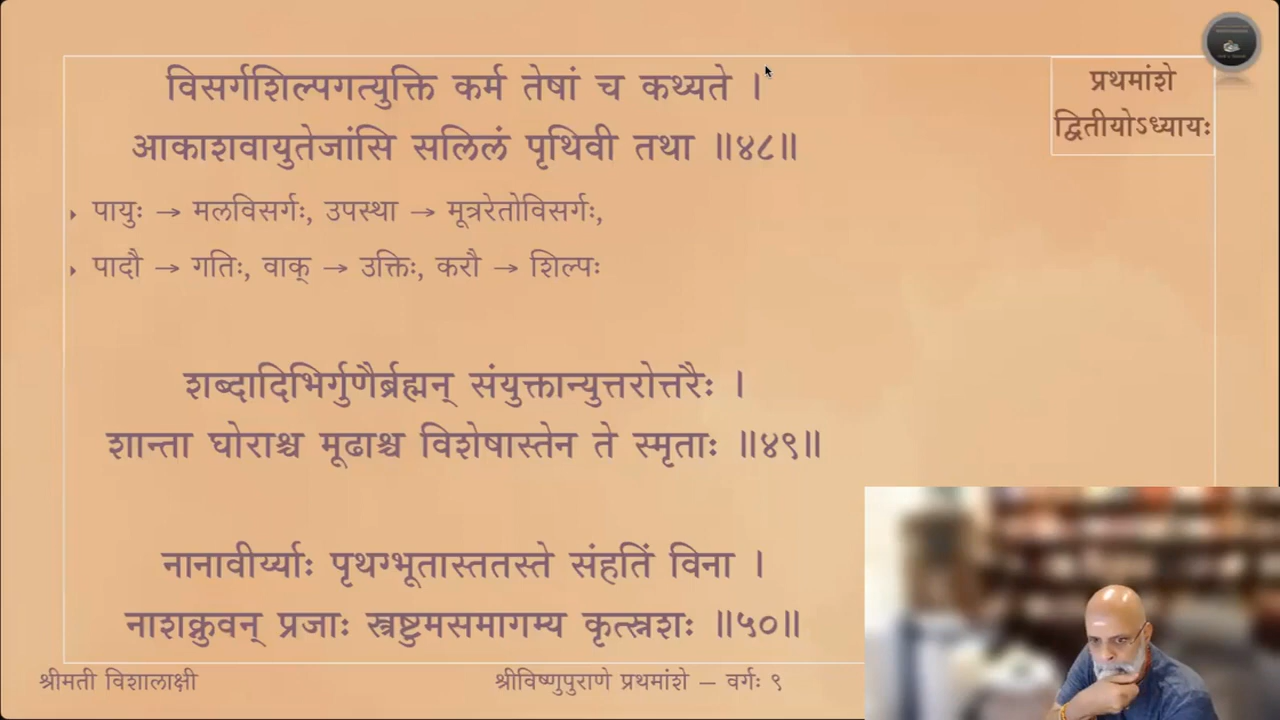 विसर्गशिल्पगत्युक्ति कर्म तेषां च कथ्यते ।
आकाशवायुतेजांसि सलिलं पृथिवी तथा ॥४८॥
प्रथमांशे
द्वितीयोऽध्यायः
पायुः → मलविसर्गः, उपस्था → मूत्ररेतोविसर्गः,
पादौ → गतिः, वाक् → उक्तिः, करौ → शिल्पः
शब्दादिभिर्गुणैर्ब्रह्मन् संयुक्तान्युत्तरोत्तरैः ।
शान्ता घोराश्च मूढाश्च विशेषास्तेन ते स्मृताः ॥४९॥
नानावीर्य्याः पृथग्भूतास्ततस्ते संहतिं विना ।
नाशक्नुवन् प्रजाः स्त्रष्टुमसमागम्य कृत्स्नशः ॥५०॥
श्रीमती विशालाक्षी
श्रीविष्णुपुराणे प्रथमांशे – वर्गः ९